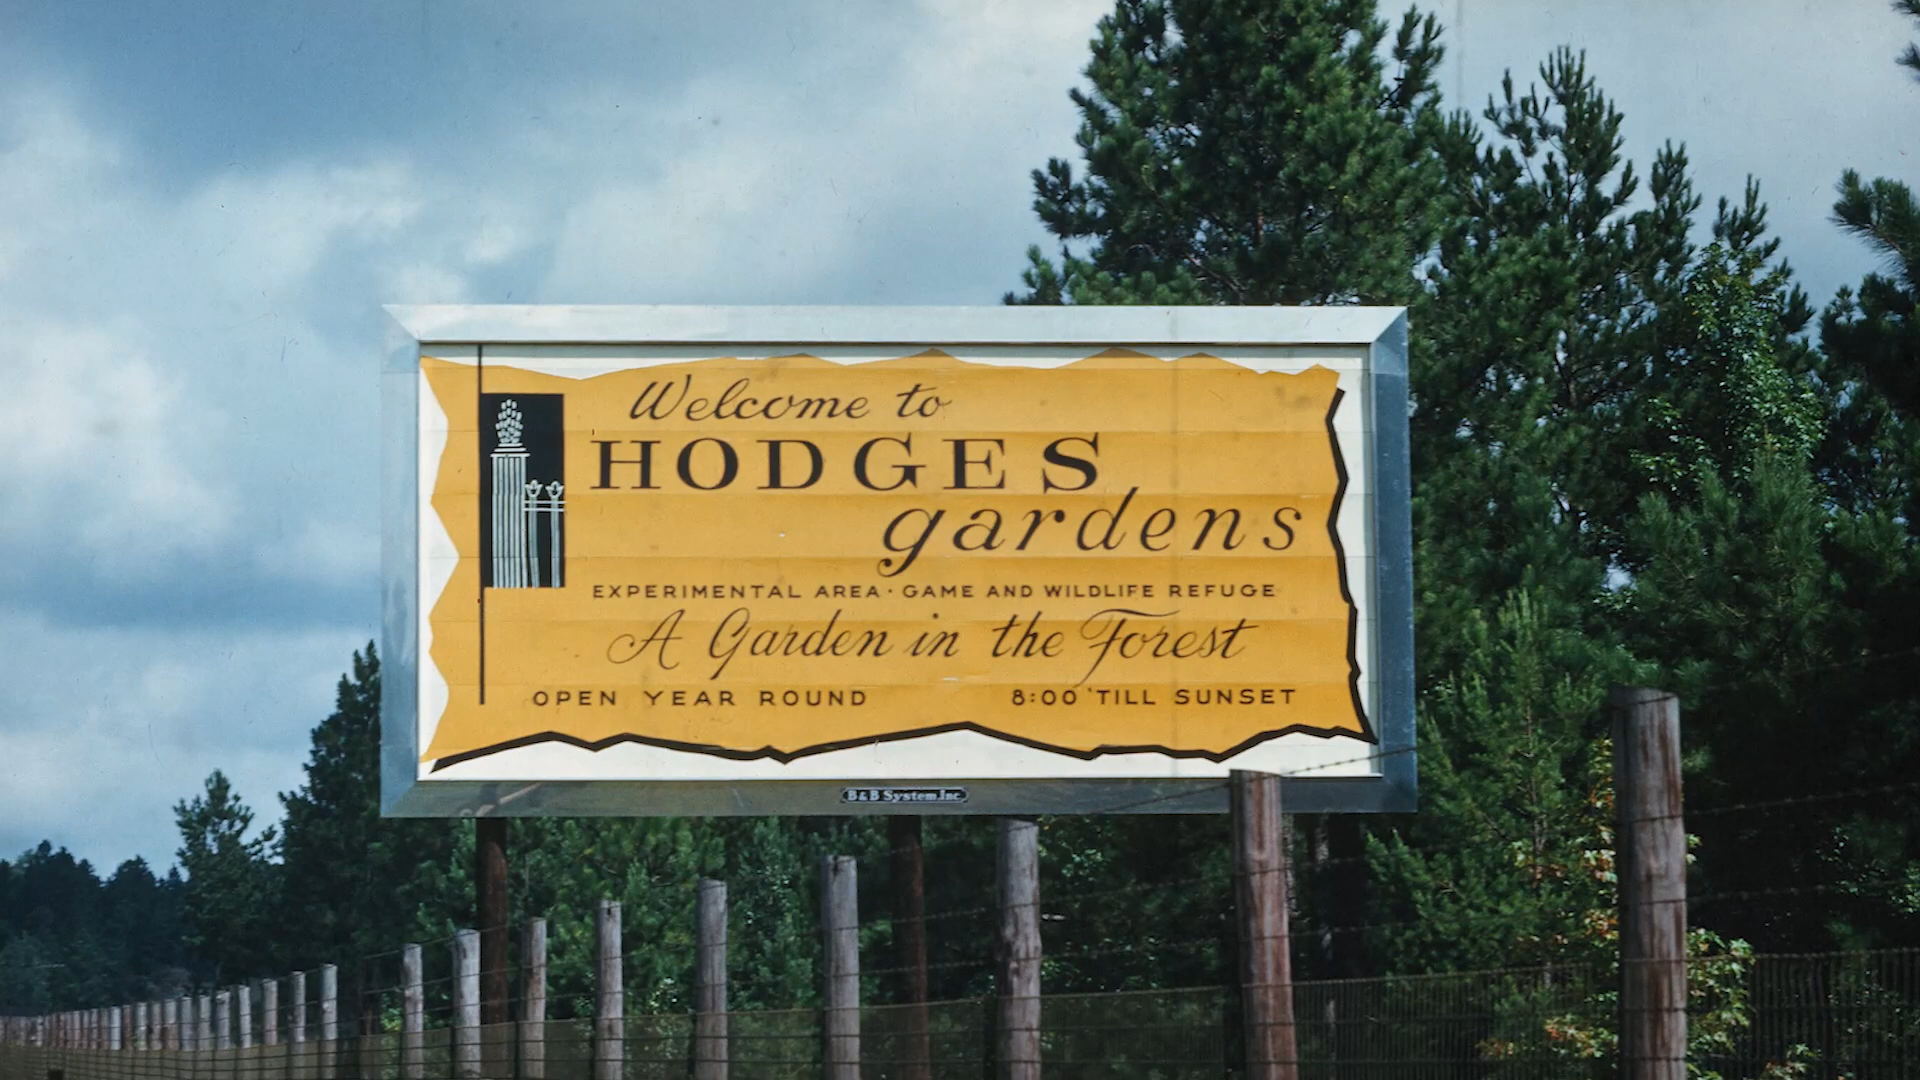 Welcome to
HODGES
gardens
EXPERIMENTAL AREA · GAME AND WILDLIFE REFUGE
A Garden in the Forest
OPEN YEAR ROUND 8:00 'TILL SUNSET
B & B System, Inc.